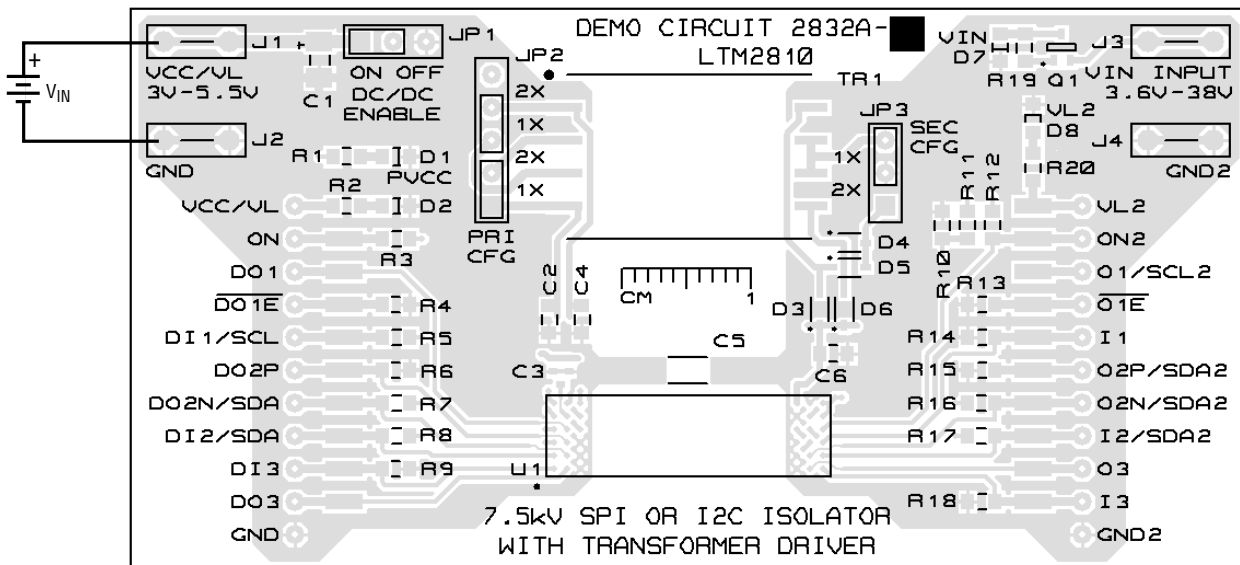 DEMO CIRCUIT 2832A-
LTM2810
+
VIN
J1
VCC/VL
3V-5.5V
J2
GND
+
C1
JP1
ON OFF
DC/DC
ENABLE
JP2
2X
1X
2X
1X
PRI
CFG
R1
D1
PVCC
R2
VCC/VL
D2
ON
R3
DO1
DO1E
R4
DI1/SCL
R5
DO2P
R6
DO2N/SDA
R7
DI2/SDA
R8
DI3
R9
DO3
GND
C2
C4
C3
CM
1
C5
U1
TR1
JP3
SEC
CFG
1X
2X
D4
D5
D3
D6
C6
VIN
D7
R19
Q1
J3
VIN INPUT
3.6V-38V
VL2
D8
J4
R20
GND2
R11
R12
R10
VL2
ON2
O1/SCL2
R13
O1E
R14
I1
R15
O2P/SDA2
R16
O2N/SDA2
R17
I2/SDA2
O3
R18
I3
GND2
7.5kV SPI OR I2C ISOLATOR
WITH TRANSFORMER DRIVER